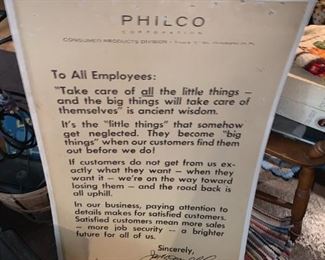 PHILCO
CORPORATION
CONSUMER PRODUCTS DIVISION
To All Employees:
"Take care of all the little things -
and the big things will take care of
themselves" is ancient wisdom.
It's the "little things" that somehow
get neglected. They become "big
things" when our customers find them
out before we do!
If customers do not get from us ex-
actly what they want - when they
want it - we're on the way toward
losing them - and the road back is
all uphill.
In our business, paying attention to
details makes for satisfied customers.
Satisfied customers mean more sales
- more job security - a brighter
future for all of us.
Sincerely,